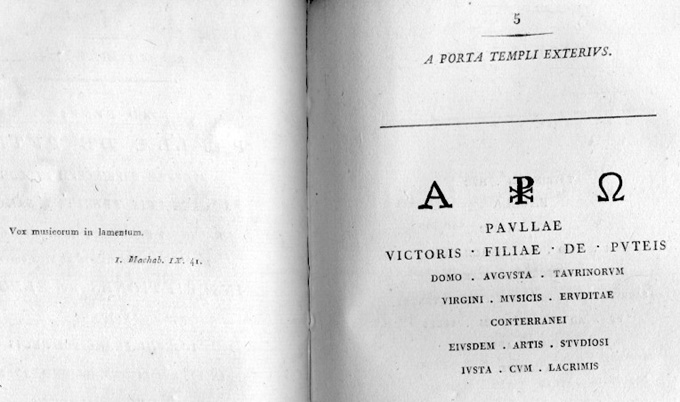 Vox musicorum in lamentum.
1. Machab. IX. 41.
5
A PORTA TEMPLI EXTERIVS.
Α ⳩ Ω
PAVLLAE
VICTORIS · FILIAE · DE · PVTEIS
DOMO . AVGVSTA . TAVRINORVM
VIRGINI . MVSICIS . ERVDITAE
CONTERRANEI
EIVSDEM . ARTIS . STVDIOSI
IVSTA . CVM . LACRIMIS